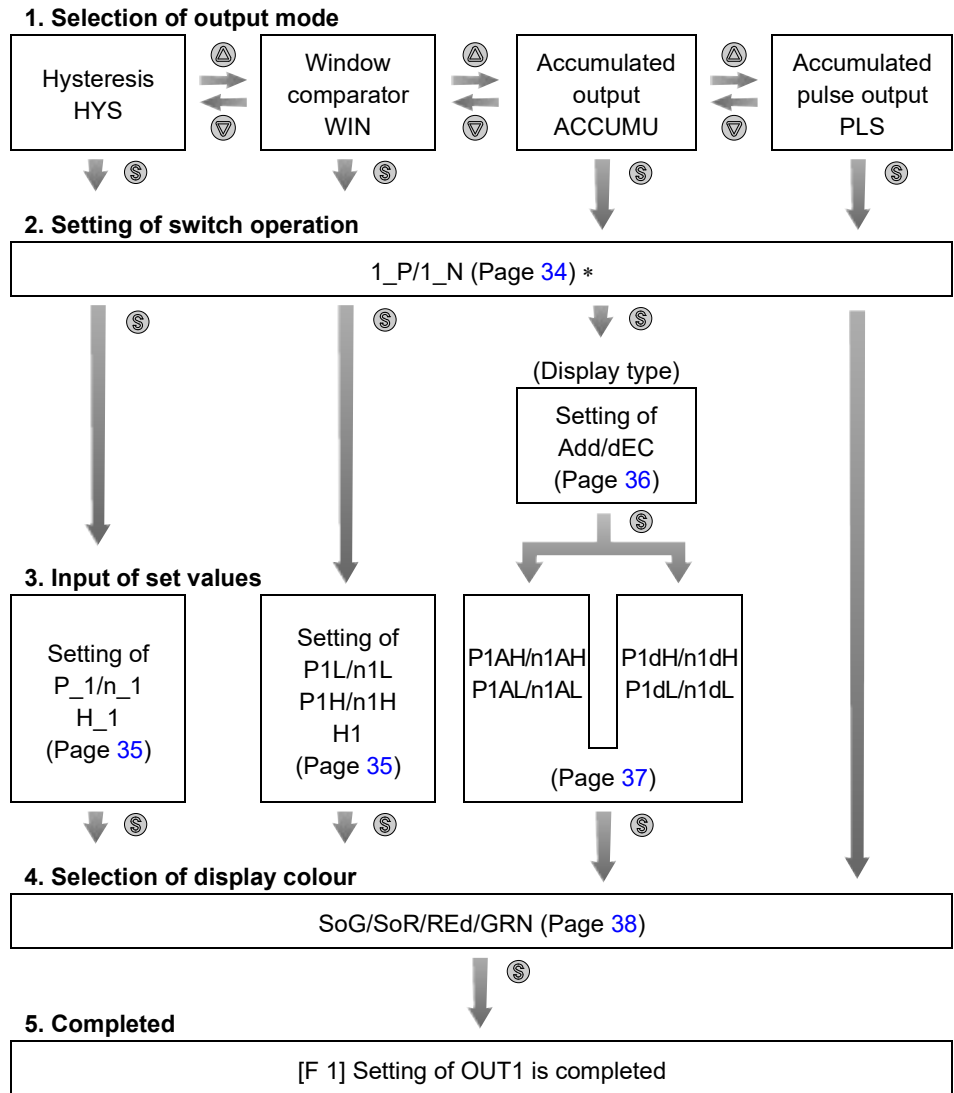 1. Selection of output mode
Hysteresis
HYS
Window
comparator
WIN
Accumulated
output
ACCUMU
Accumulated
pulse output
PLS
S
S
S
S
2. Setting of switch operation
1_P/1_N (Page 34) *
S
S
S
(Display type)
Setting of
Add/dEC
(Page 36)
S
3. Input of set values
Setting of
P_1/n_1
H_1
(Page 35)
Setting of
P1L/n1L
P1H/n1H
H1
(Page 35)
P1AH/n1AH
P1AL/n1AL
P1dH/n1dH
P1dL/n1dL
(Page 37)
S
S
S
4. Selection of display colour
SoG/SoR/REd/GRN (Page 38)
S
5. Completed
[F 1] Setting of OUT1 is completed